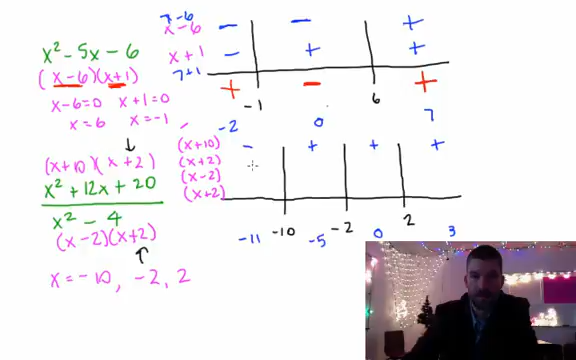 x² - 5x - 6
(x-6)(x+1)
x-6=0 x+1=0
x=6 x=-1
7-6
x-6 - - +
x+1 - + +
7+1
+ - +
-1 6
-2 0 7
(x+10) - + + +
(x+2)
(x-2)
(x+2)
-10 -2 2
-11 -5 0 3
(x+10)(x+2)
x² + 12x + 20
x² - 4
(x-2)(x+2)
x = -10, -2, 2